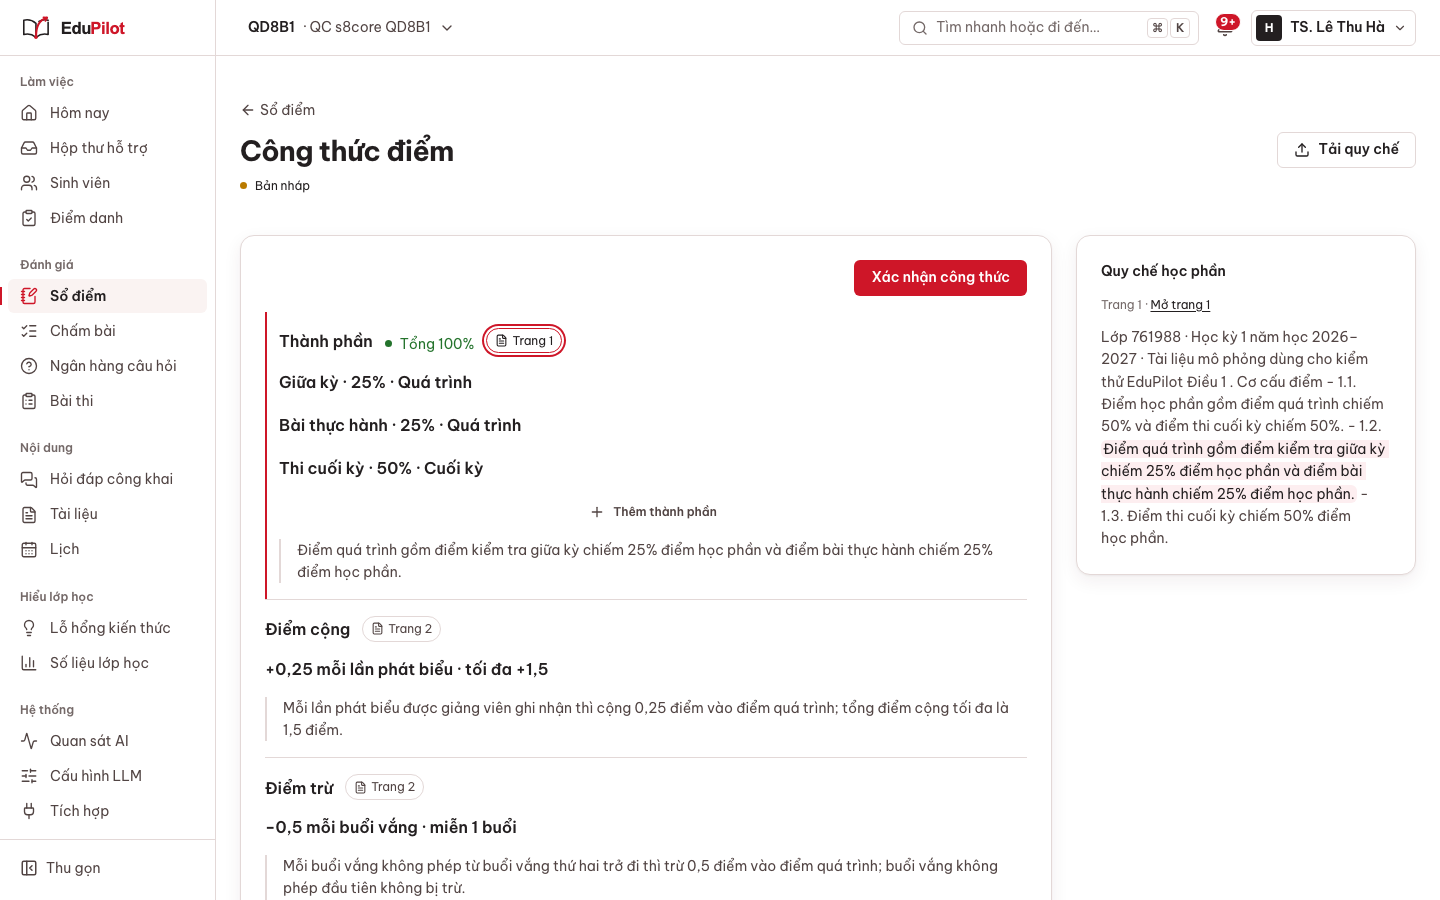 EduPilot
QD8B1 · QC s8core QD8B1
Tìm nhanh hoặc đi đến...
⌘ K
9+
H
TS. Lê Thu Hà
Làm việc
Hôm nay
Hộp thư hỗ trợ
Sinh viên
Điểm danh
Đánh giá
Sổ điểm
Chấm bài
Ngân hàng câu hỏi
Bài thi
Nội dung
Hỏi đáp công khai
Tài liệu
Lịch
Hiểu lớp học
Lỗ hổng kiến thức
Số liệu lớp học
Hệ thống
Quan sát AI
Cấu hình LLM
Tích hợp
Thu gọn
Sổ điểm
Công thức điểm
Bản nháp
Tải quy chế
Xác nhận công thức
Thành phần
Tổng 100%
Trang 1
Giữa kỳ · 25% · Quá trình
Bài thực hành · 25% · Quá trình
Thi cuối kỳ · 50% · Cuối kỳ
Thêm thành phần
Điểm quá trình gồm điểm kiểm tra giữa kỳ chiếm 25% điểm học phần và điểm bài thực hành chiếm 25%
điểm học phần.
Điểm cộng
Trang 2
+0,25 mỗi lần phát biểu · tối đa +1,5
Mỗi lần phát biểu được giảng viên ghi nhận thì cộng 0,25 điểm vào điểm quá trình; tổng điểm cộng tối đa là
1,5 điểm.
Điểm trừ
Trang 2
−0,5 mỗi buổi vắng · miễn 1 buổi
Mỗi buổi vắng không phép từ buổi vắng thứ hai trở đi thì trừ 0,5 điểm vào điểm quá trình; buổi vắng không
phép đầu tiên không bị trừ.
Quy chế học phần
Trang 1 · Mở trang 1
Lớp 761988 · Học kỳ 1 năm học 2026–
2027 · Tài liệu mô phỏng dùng cho kiểm
thử EduPilot Điều 1 . Cơ cấu điểm - 1.1.
Điểm học phần gồm điểm quá trình chiếm
50% và điểm thi cuối kỳ chiếm 50%. - 1.2.
Điểm quá trình gồm điểm kiểm tra giữa kỳ
chiếm 25% điểm học phần và điểm bài
thực hành chiếm 25% điểm học phần. -
1.3. Điểm thi cuối kỳ chiếm 50% điểm
học phần.